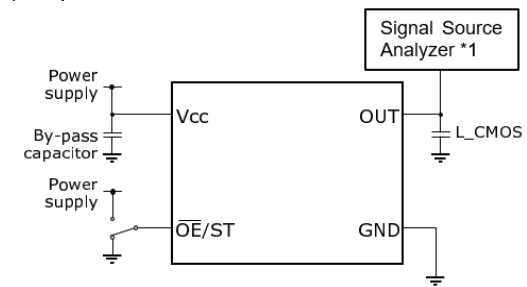 Signal Source
Analyzer *1
Power
supply
Vcc
OUT
By-pass
capacitor
L_CMOS
Power
supply
OE/ST
GND